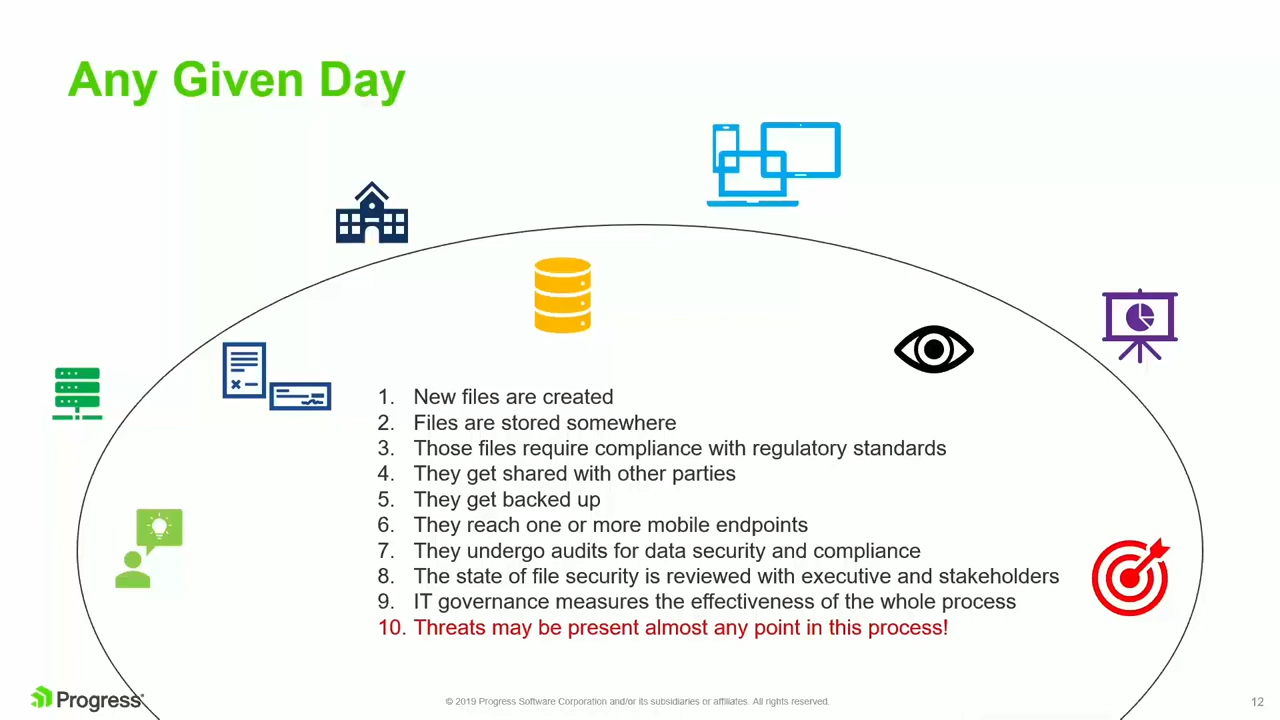 Any Given Day
1. New files are created
2. Files are stored somewhere
3. Those files require compliance with regulatory standards
4. They get shared with other parties
5. They get backed up
6. They reach one or more mobile endpoints
7. They undergo audits for data security and compliance
8. The state of file security is reviewed with executive and stakeholders
9. IT governance measures the effectiveness of the whole process
10. Threats may be present almost any point in this process!
Progress
© 2019 Progress Software Corporation and/or its subsidiaries or affiliates. All rights reserved.
12